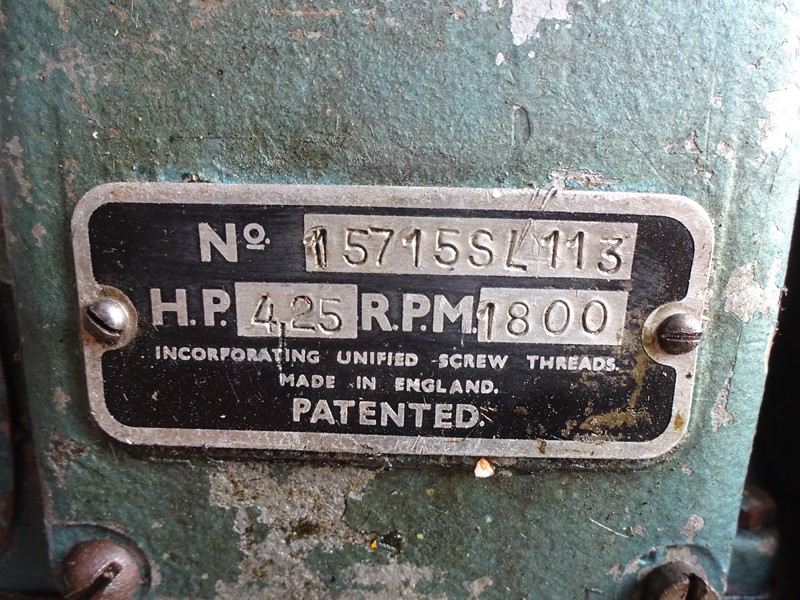 No. 15715SL113
H.P. 4.25 R.P.M. 1800
INCORPORATING UNIFIED SCREW THREADS.
MADE IN ENGLAND.
PATENTED.